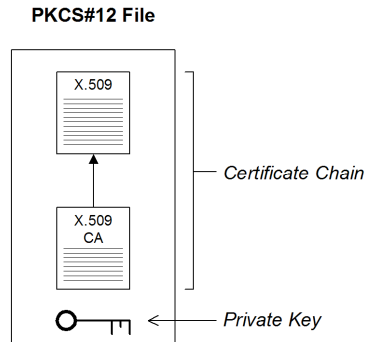 PKCS#12 File
X.509
Certificate Chain
X.509
CA
Private Key